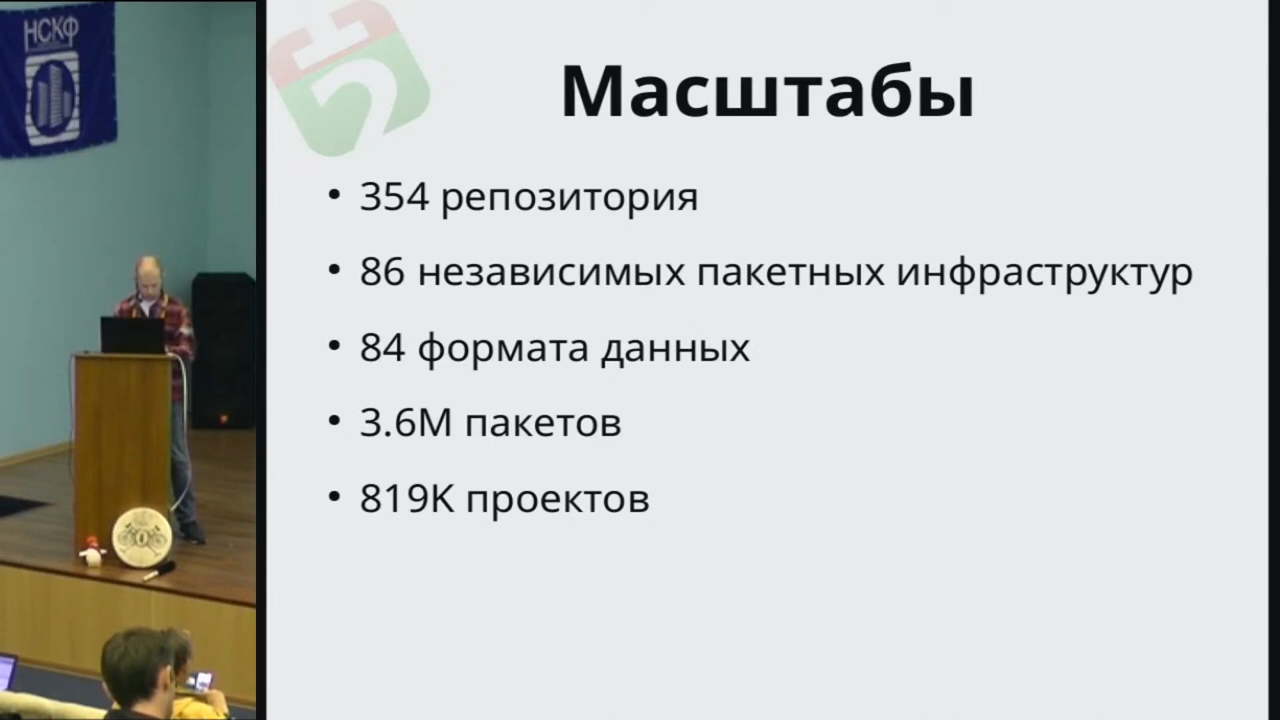 НСКФ
Масштабы
• 354 репозитория
• 86 независимых пакетных инфраструктур
• 84 формата данных
• 3.6M пакетов
• 819K проектов